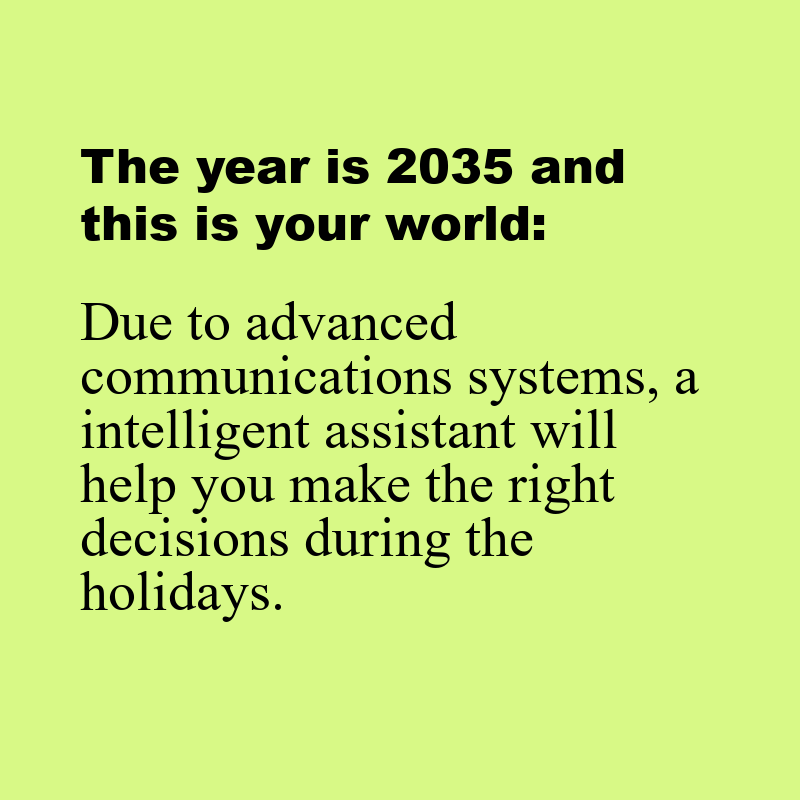 The year is 2035 and
this is your world:
Due to advanced
communications systems, a
intelligent assistant will
help you make the right
decisions during the
holidays.